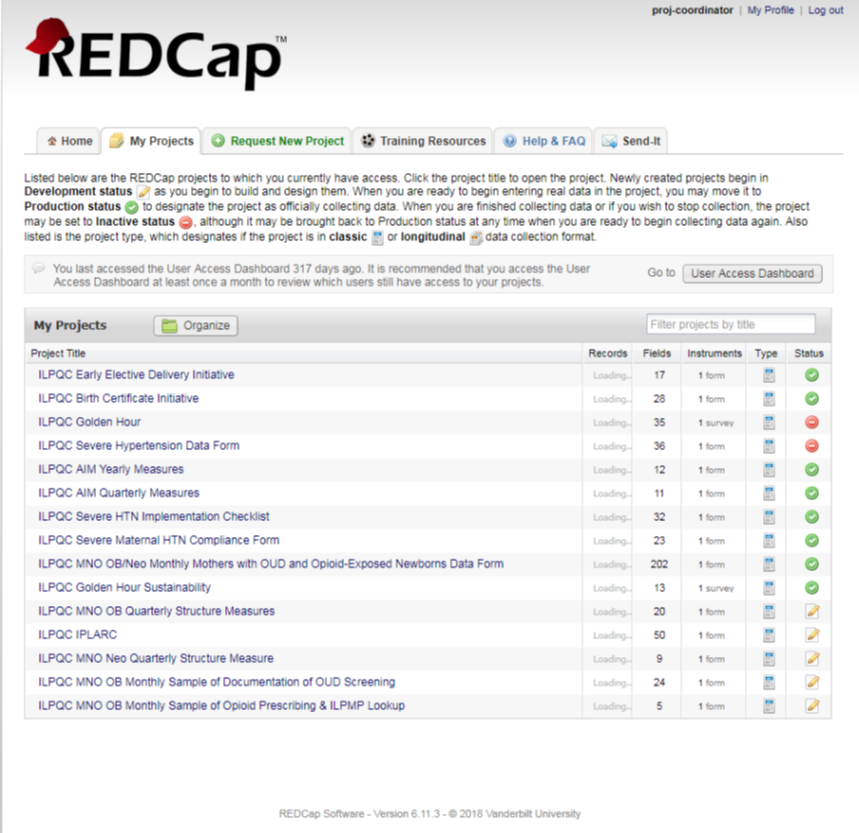 proj-coordinator | My Profile | Log out
REDCap™
Home My Projects Request New Project Training Resources Help & FAQ Send-It
Listed below are the REDCap projects to which you currently have access. Click the project title to open the project. Newly created projects begin in
Development status as you begin to build and design them. When you are ready to begin entering real data in the project, you may move it to
Production status to designate the project as officially collecting data. When you are finished collecting data or if you wish to stop collection, the project
may be set to Inactive status , although it may be brought back to Production status at any time when you are ready to begin collecting data again. Also
listed is the project type, which designates if the project is in classic or longitudinal data collection format.
You last accessed the User Access Dashboard 317 days ago. It is recommended that you access the User
Access Dashboard at least once a month to review which users still have access to your projects.
Go to User Access Dashboard
My Projects Organize Filter projects by title
Project Title Records Fields Instruments Type Status
ILPQC Early Elective Delivery Initiative Loading.. 17 1 form
ILPQC Birth Certificate Initiative Loading.. 28 1 form
ILPQC Golden Hour Loading.. 35 1 survey
ILPQC Severe Hypertension Data Form Loading.. 36 1 form
ILPQC AIM Yearly Measures Loading.. 12 1 form
ILPQC AIM Quarterly Measures Loading.. 11 1 form
ILPQC Severe HTN Implementation Checklist Loading.. 32 1 form
ILPQC Severe Maternal HTN Compliance Form Loading.. 23 1 form
ILPQC MNO OB/Neo Monthly Mothers with OUD and Opioid-Exposed Newborns Data Form Loading.. 202 1 form
ILPQC Golden Hour Sustainability Loading.. 13 1 survey
ILPQC MNO OB Quarterly Structure Measures Loading.. 20 1 form
ILPQC IPLARC Loading.. 50 1 form
ILPQC MNO Neo Quarterly Structure Measure Loading.. 9 1 form
ILPQC MNO OB Monthly Sample of Documentation of OUD Screening Loading.. 24 1 form
ILPQC MNO OB Monthly Sample of Opioid Prescribing & ILPMP Lookup Loading.. 5 1 form
REDCap Software - Version 6.11.3 - © 2018 Vanderbilt University